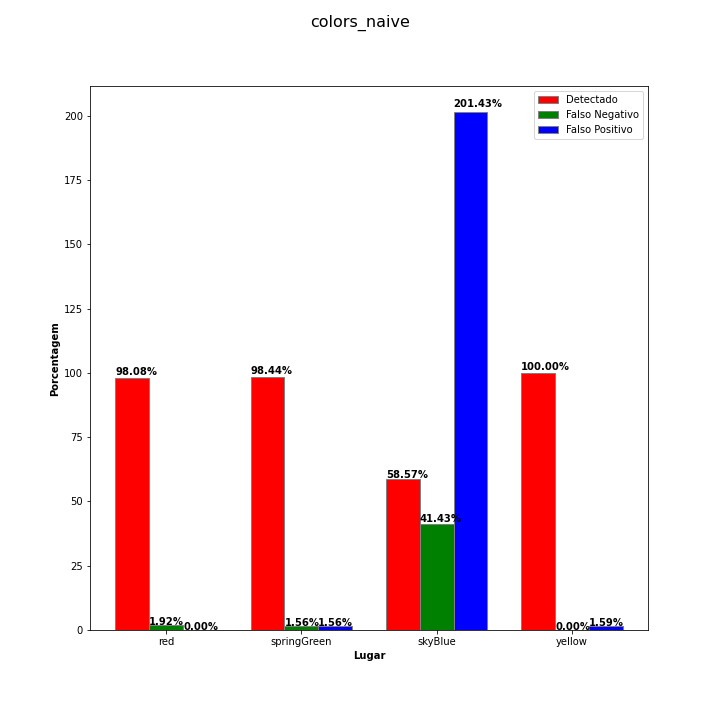 colors_naive
Detectado
Falso Negativo
Falso Positivo
Porcentagem
200
175
150
125
100
75
50
25
0
98.08%
1.92%
0.00%
98.44%
1.56%
1.56%
58.57%
41.43%
201.43%
100.00%
0.00%
1.59%
red
springGreen
skyBlue
yellow
Lugar